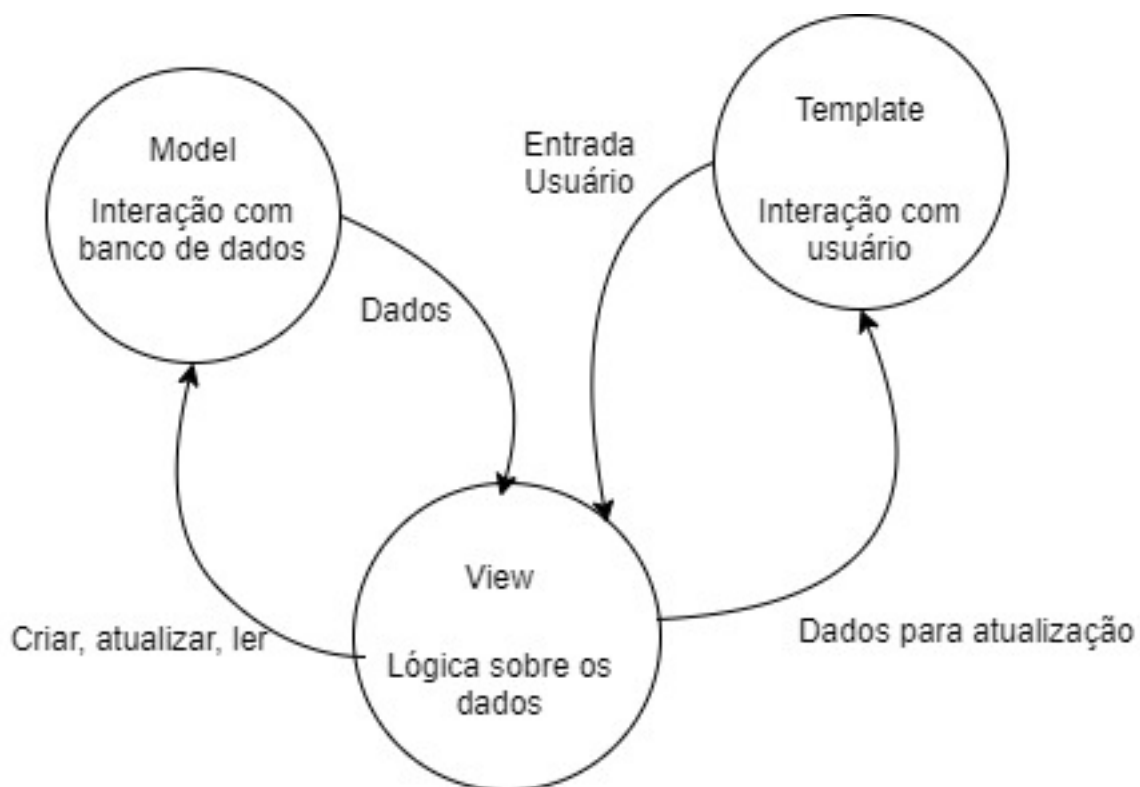 Model
Interação com
banco de dados
Dados
Entrada
Usuário
Template
Interação com
usuário
Criar, atualizar, ler
View
Lógica sobre os
dados
Dados para atualização